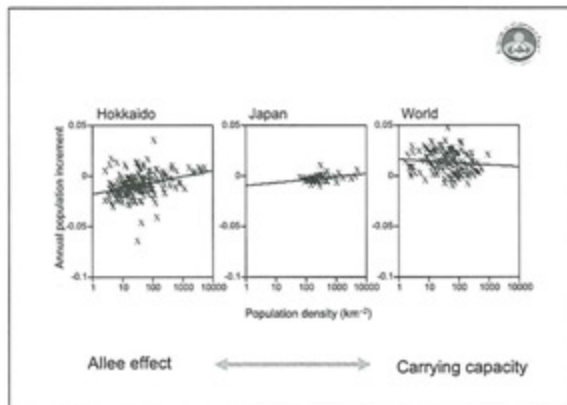 Hokkaido
Japan
World
Annual population increment
0.05
0
-0.05
-0.1
1 10 100 1000 10000
0.05
0
-0.05
-0.1
1 10 100 1000 10000
0.05
0
-0.05
-0.1
1 10 100 1000 10000
Population density (km⁻²)
Allee effect
Carrying capacity